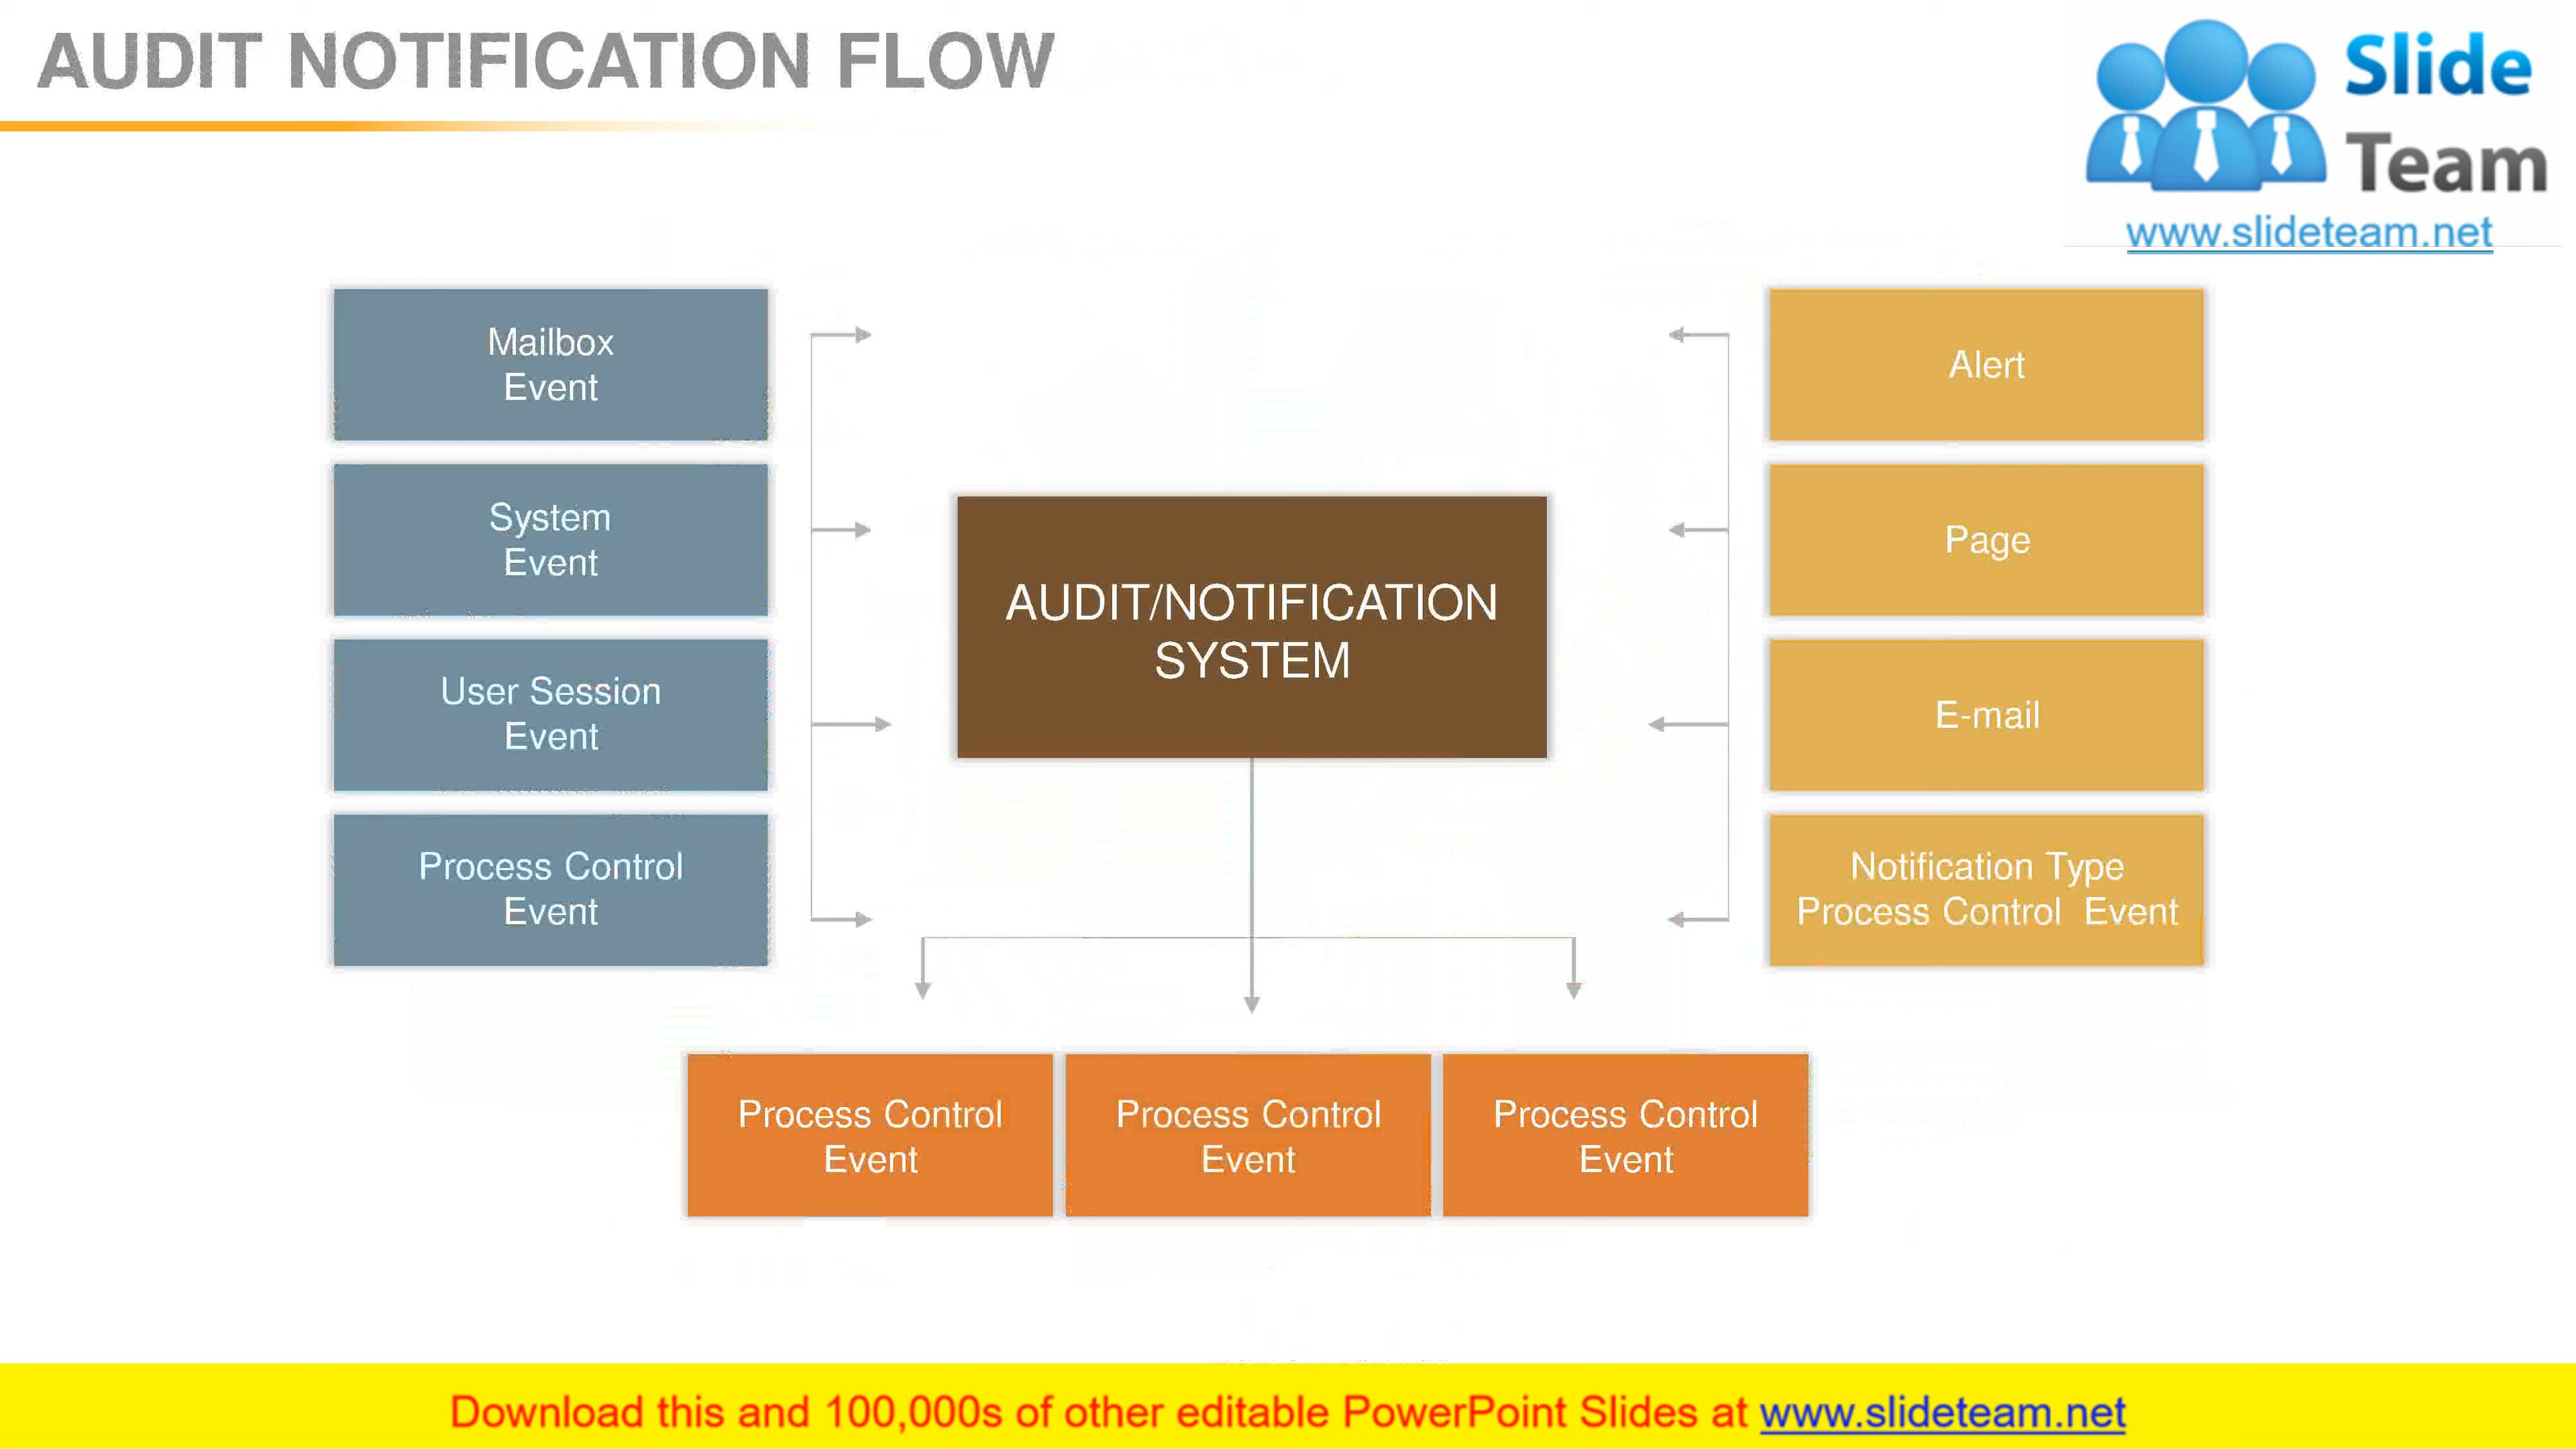 AUDIT NOTIFICATION FLOW
Slide
Team
www.slideteam.net
Mailbox
Event
System
Event
User Session
Event
Process Control
Event
AUDIT/NOTIFICATION
SYSTEM
Alert
Page
E-mail
Notification Type
Process Control Event
Process Control
Event
Process Control
Event
Process Control
Event
Download this and 100,000s of other editable PowerPoint Slides at www.slideteam.net